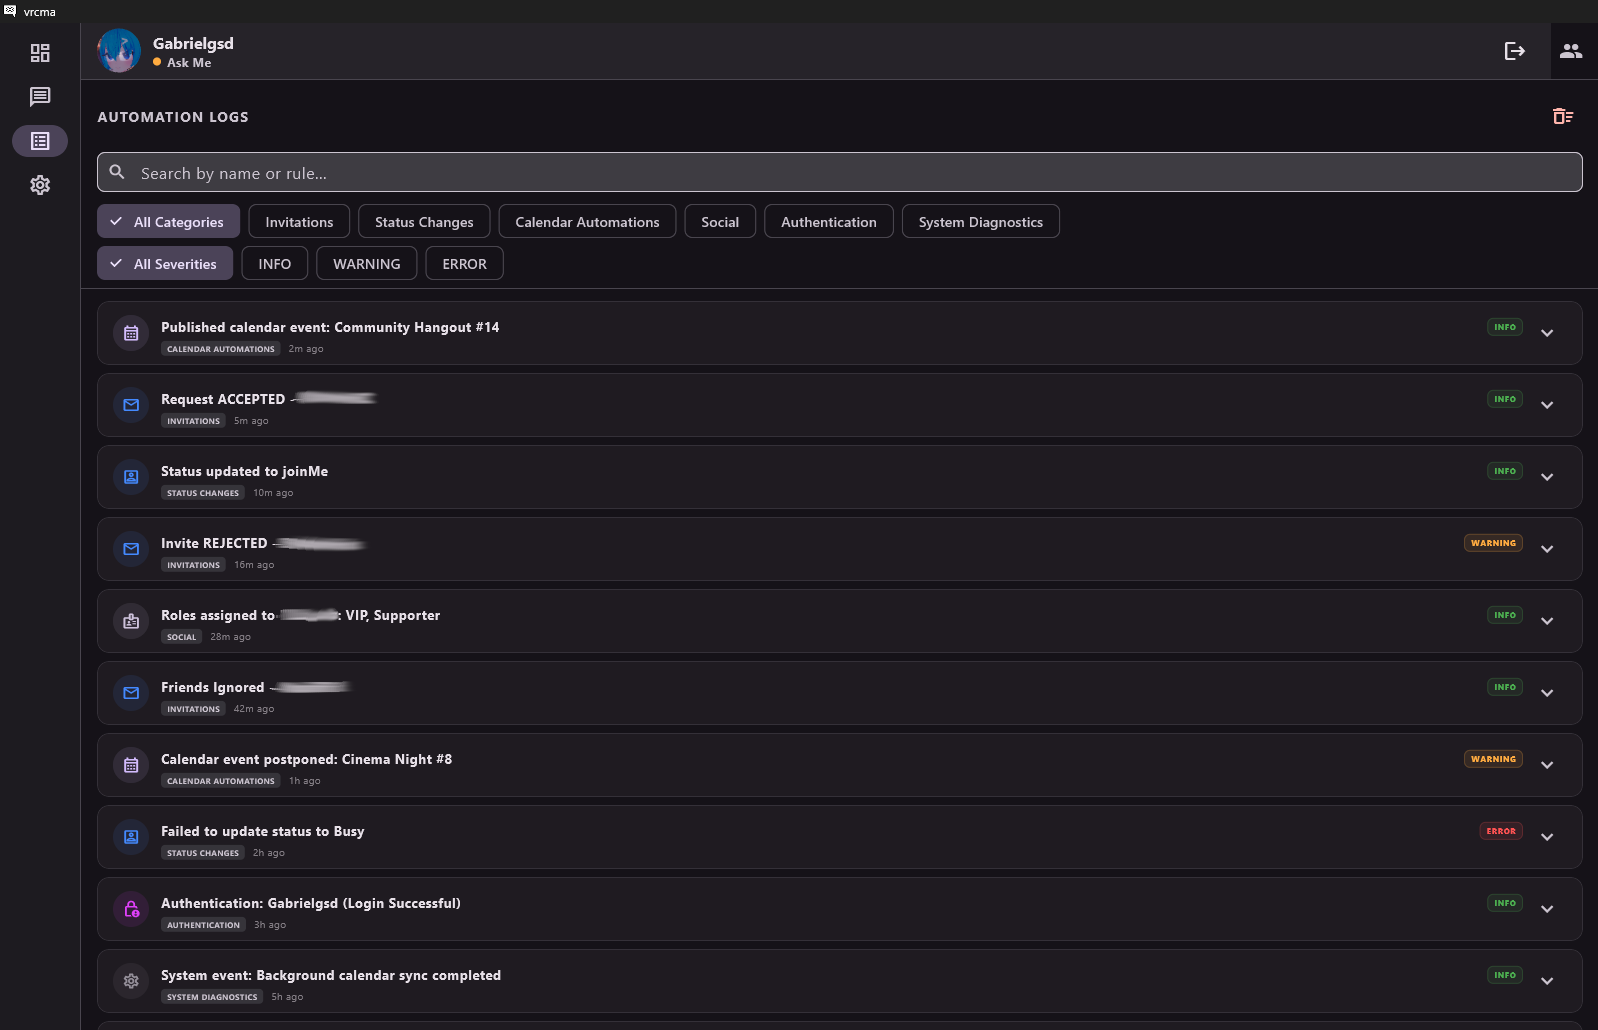 vrcma
Gabrielgsd
Ask Me
AUTOMATION LOGS
Search by name or rule...
All Categories
Invitations
Status Changes
Calendar Automations
Social
Authentication
System Diagnostics
All Severities
INFO
WARNING
ERROR
Published calendar event: Community Hangout #14
INFO
CALENDAR AUTOMATIONS
2m ago
Request ACCEPTED -
INFO
INVITATIONS
5m ago
Status updated to joinMe
INFO
STATUS CHANGES
10m ago
Invite REJECTED -
WARNING
INVITATIONS
16m ago
Roles assigned to : VIP, Supporter
INFO
SOCIAL
28m ago
Friends Ignored -
INFO
INVITATIONS
42m ago
Calendar event postponed: Cinema Night #8
WARNING
CALENDAR AUTOMATIONS
1h ago
Failed to update status to Busy
ERROR
STATUS CHANGES
2h ago
Authentication: Gabrielgsd (Login Successful)
INFO
AUTHENTICATION
3h ago
System event: Background calendar sync completed
INFO
SYSTEM DIAGNOSTICS
5h ago